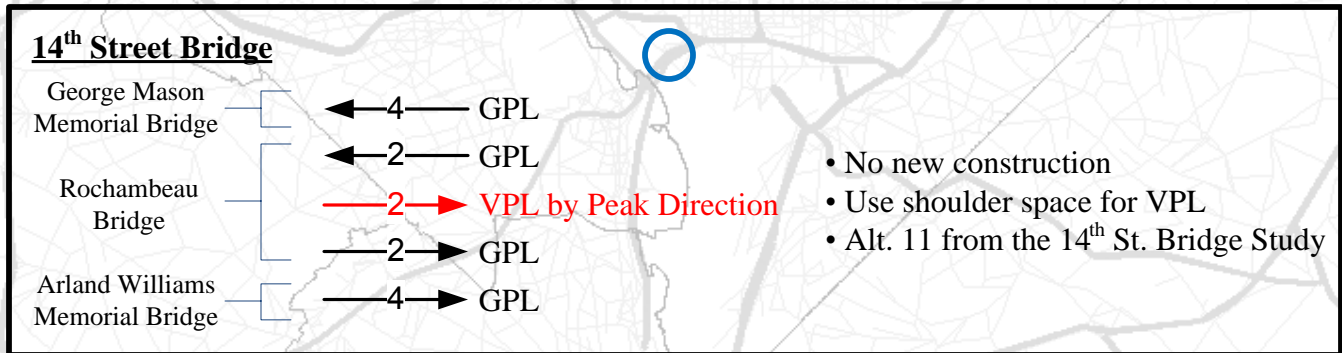 14th Street Bridge
George Mason
Memorial Bridge
4 GPL
2 GPL
Rochambeau
Bridge
2 VPL by Peak Direction
2 GPL
Arland Williams
Memorial Bridge
4 GPL
• No new construction
• Use shoulder space for VPL
• Alt. 11 from the 14th St. Bridge Study